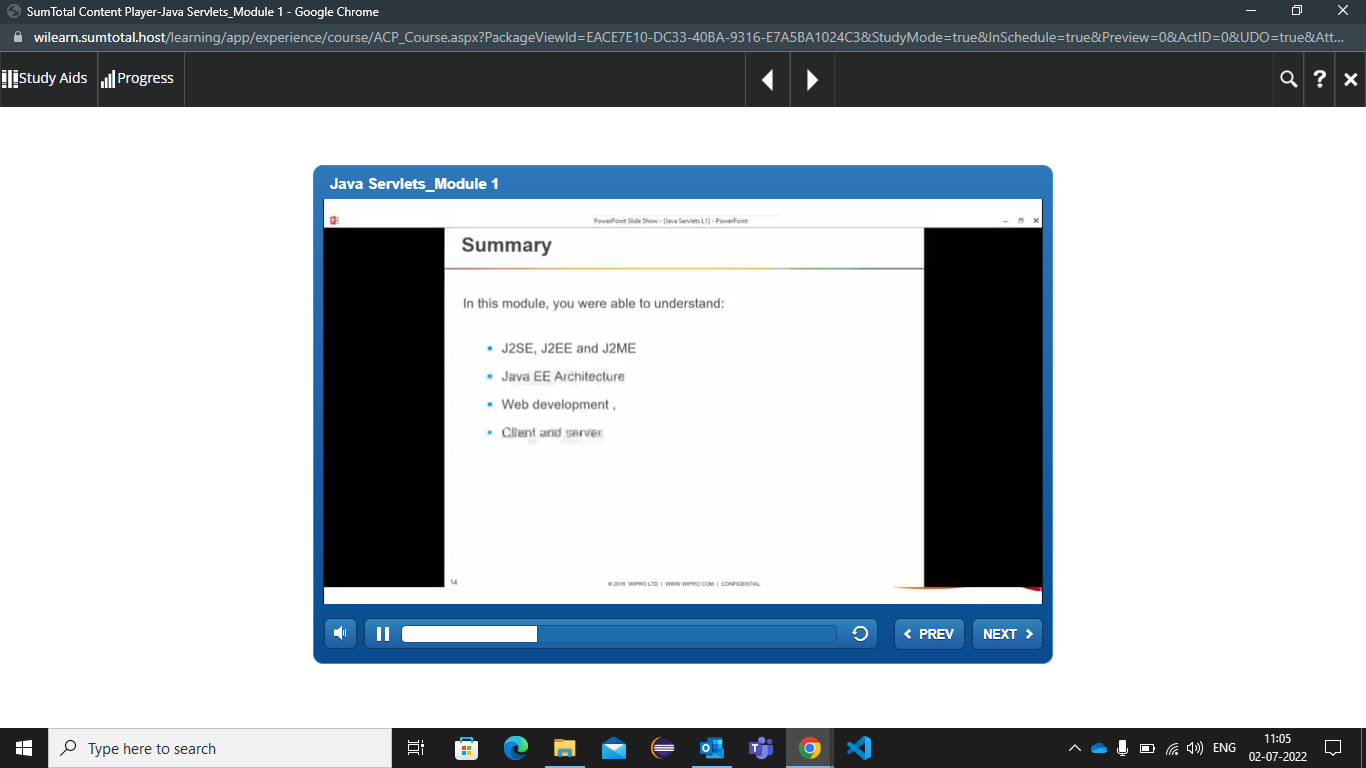 SumTotal Content Player-Java Servlets_Module 1 - Google Chrome
wilearn.sumtotal.host/learning/app/experience/course/ACP_Course.aspx?PackageViewId=EACE7E10-DC33-40BA-9316-E7A5BA1024C3&StudyMode=true&InSchedule=true&Preview=0&ActID=0&UDO=true&Att...
Study Aids Progress
Java Servlets_Module 1
PowerPoint Slide Show - [Java Servlets L1] - PowerPoint
Summary
In this module, you were able to understand:
▪ J2SE, J2EE and J2ME
▪ Java EE Architecture
▪ Web development ,
▪ Client and server
14 © 2016 WIPRO LTD | WWW.WIPRO.COM | CONFIDENTIAL
PREV NEXT
Type here to search
ENG
11:05
02-07-2022